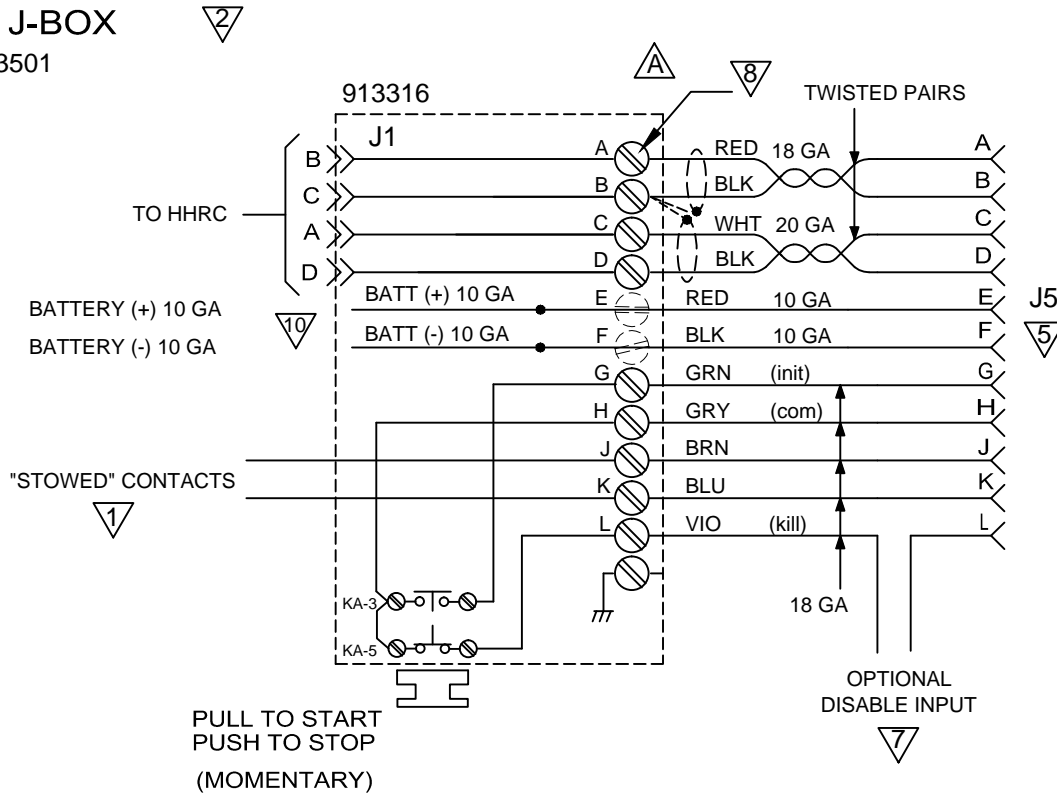 J-BOX
2
3501
913316
A
8
TWISTED PAIRS
J1
B
A
RED
18 GA
A
C
B
BLK
B
TO HHRC
A
C
WHT
20 GA
C
D
D
BLK
D
BATTERY (+) 10 GA
BATT (+) 10 GA
E
RED
10 GA
E
J5
10
BATTERY (-) 10 GA
BATT (-) 10 GA
F
BLK
10 GA
F
5
G
GRN
(init)
G
H
GRY
(com)
H
"STOWED" CONTACTS
J
BRN
J
1
K
BLU
K
L
VIO
(kill)
L
KA-3
18 GA
KA-5
OPTIONAL
DISABLE INPUT
7
PULL TO START
PUSH TO STOP
(MOMENTARY)